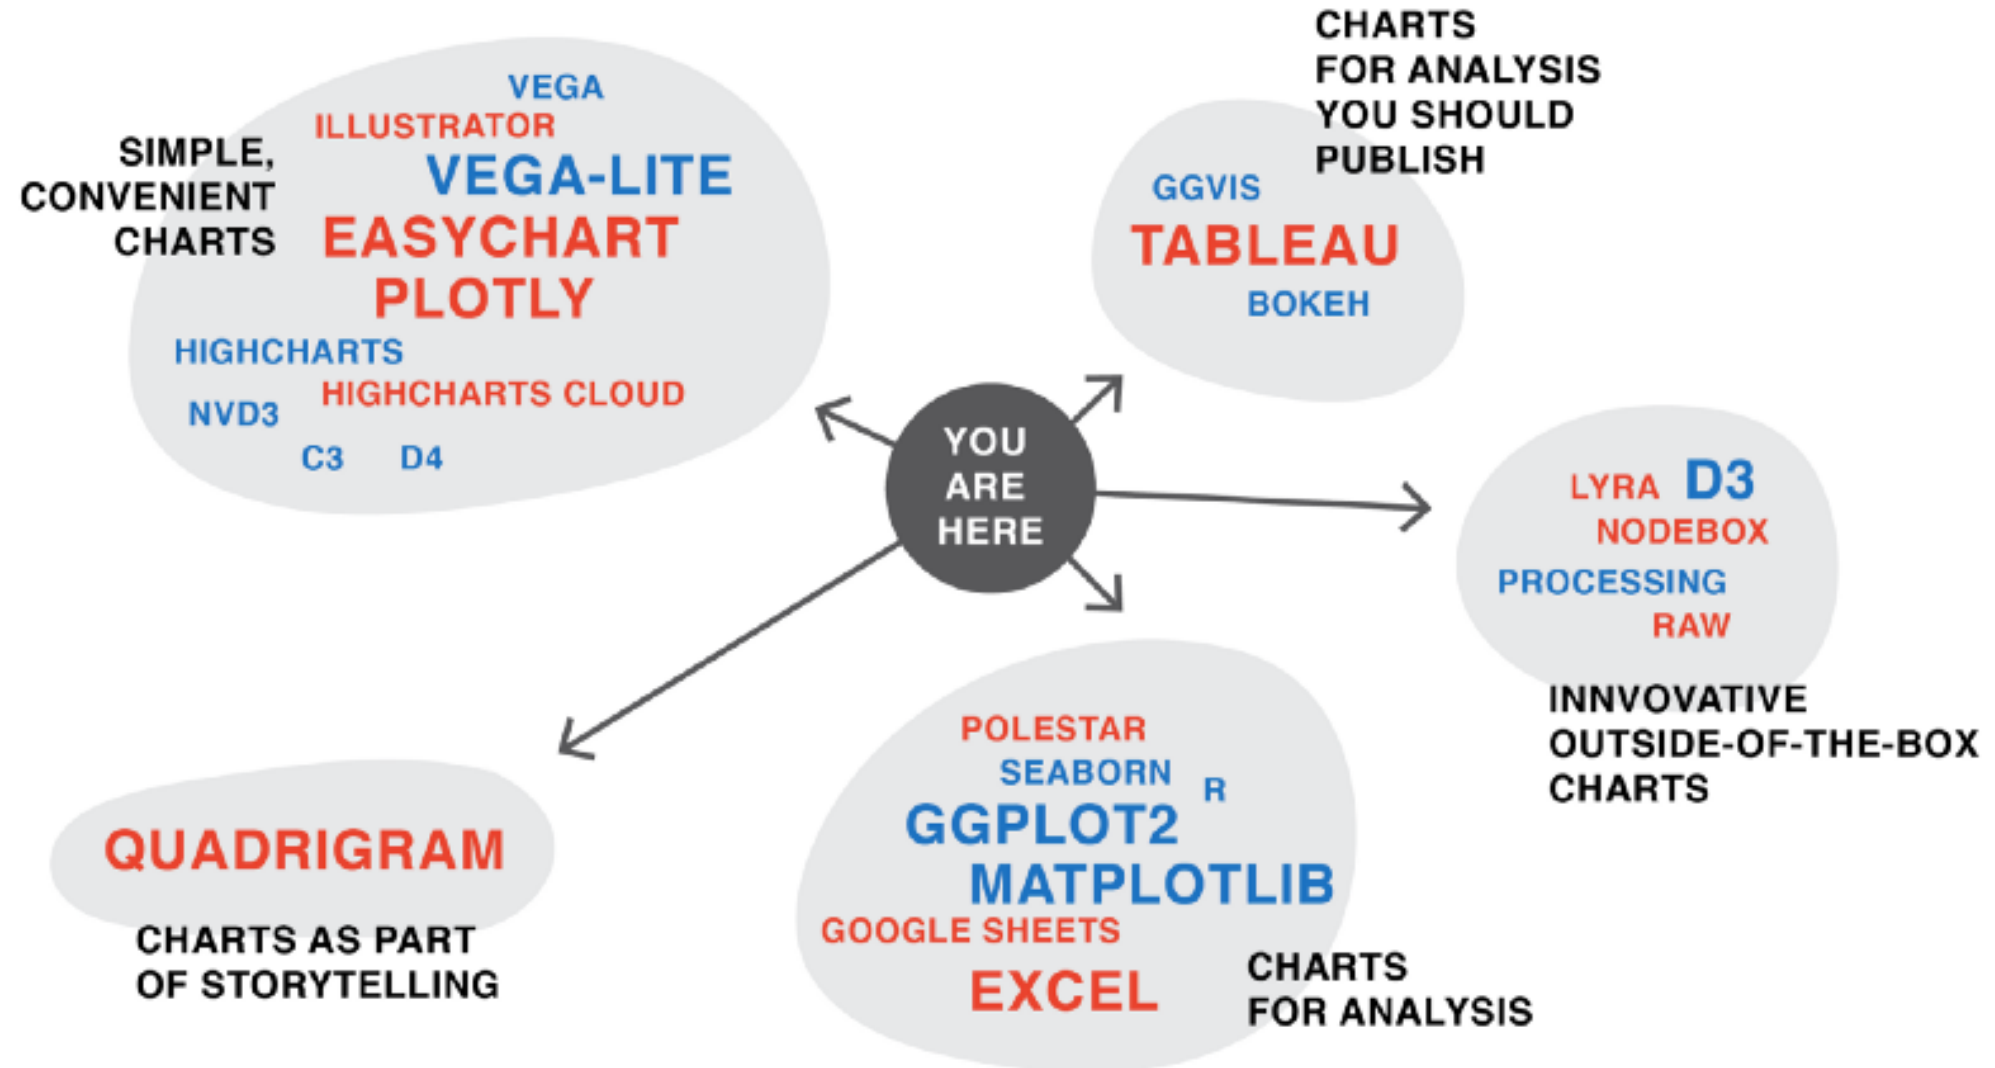 SIMPLE,
CONVENIENT
CHARTS
VEGA
ILLUSTRATOR
VEGA-LITE
EASYCHART
PLOTLY
HIGHCHARTS
HIGHCHARTS CLOUD
NVD3
C3
D4
CHARTS
FOR ANALYSIS
YOU SHOULD
PUBLISH
GGVIS
TABLEAU
BOKEH
YOU
ARE
HERE
LYRA
D3
NODEBOX
PROCESSING
RAW
INNVOVATIVE
OUTSIDE-OF-THE-BOX
CHARTS
QUADRIGRAM
CHARTS AS PART
OF STORYTELLING
POLESTAR
SEABORN
R
GGPLOT2
MATPLOTLIB
GOOGLE SHEETS
EXCEL
CHARTS
FOR ANALYSIS